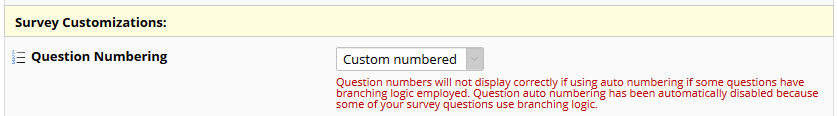 Survey Customizations:
Question Numbering
Custom numbered
Question numbers will not display correctly if using auto numbering if some questions have
branching logic employed. Question auto numbering has been automatically disabled because
some of your survey questions use branching logic.